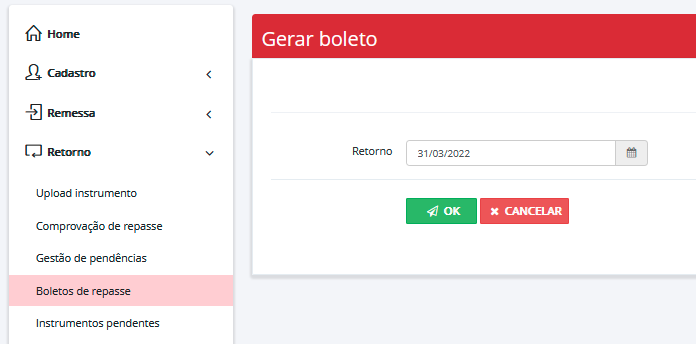 Home
Cadastro
Remessa
Retorno
Upload instrumento
Comprovação de repasse
Gestão de pendências
Boletos de repasse
Instrumentos pendentes
Gerar boleto
Retorno 31/03/2022
OK CANCELAR